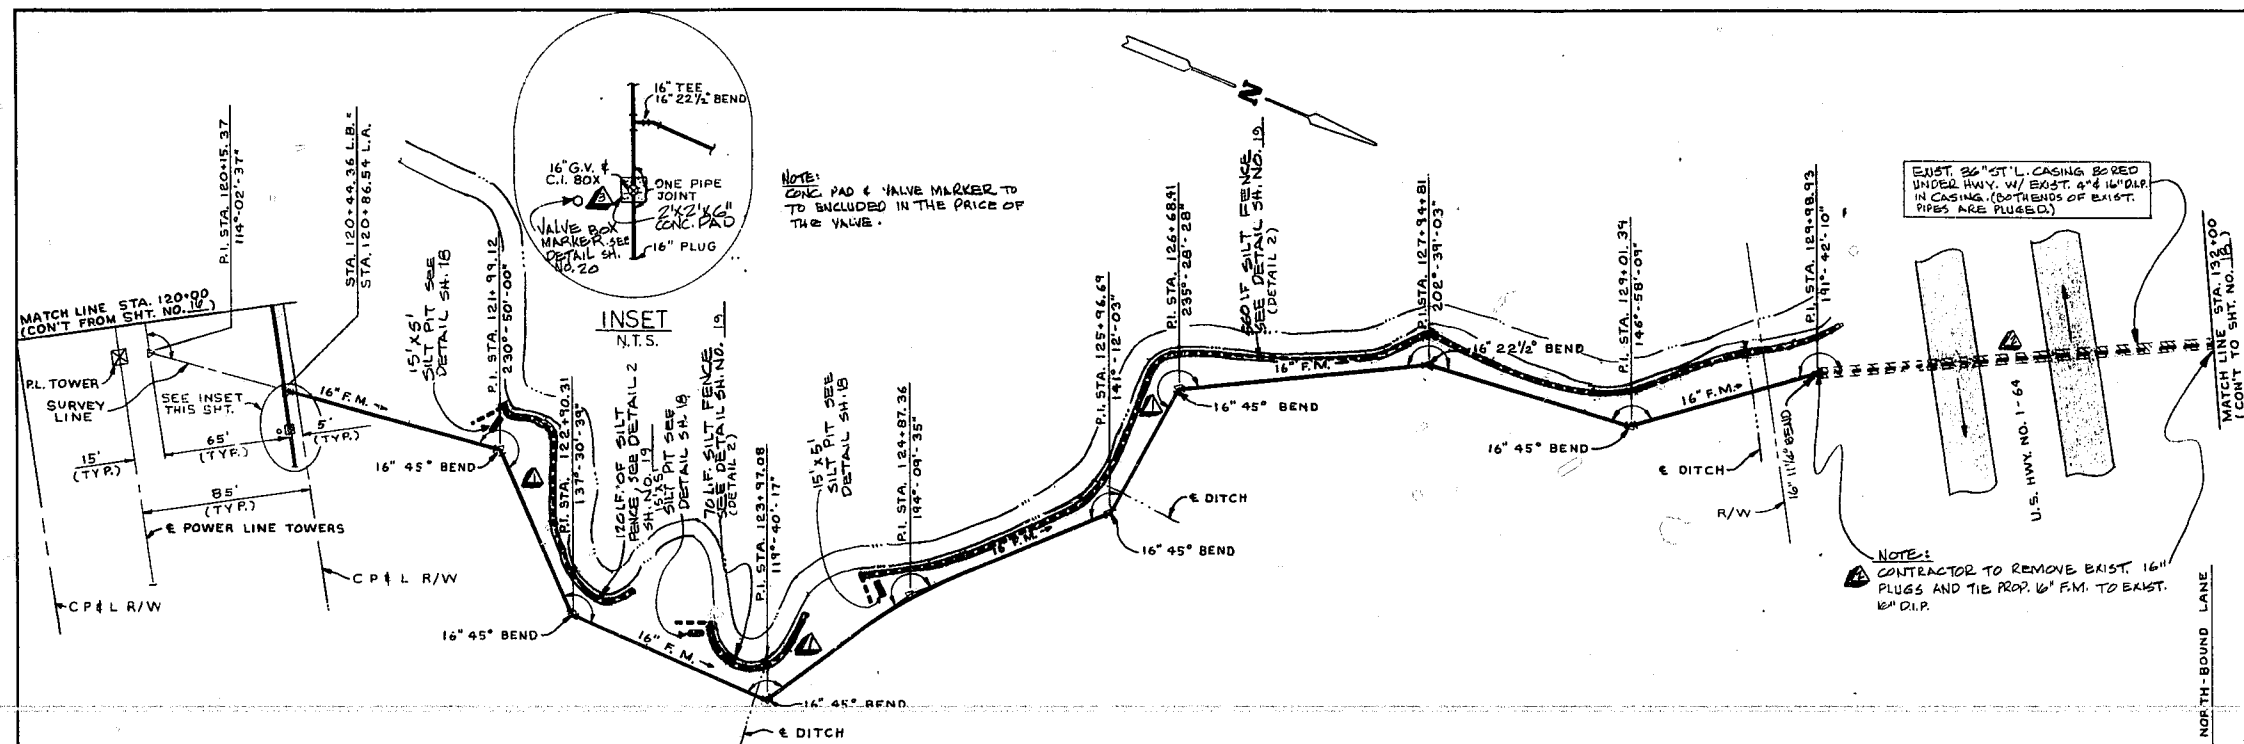 MATCH LINE STA. 120+00
(CON'T FROM SHT. NO. 16)
P.I. STA. 120+15.37
114°-02'-37"
STA. 120+44.36 L.B. =
STA. 120+86.54 L.A.
P.L. TOWER
SURVEY
LINE
SEE INSET
THIS SHT.
65'
(TYP.)
5'
(TYP.)
15'
(TYP.)
85'
(TYP.)
℄ POWER LINE TOWERS
CP&L R/W
CP&L R/W
16" F.M.
15'X5'
SILT PIT SEE
DETAIL SH. 18
P.I. STA. 121+99.12
230°-50'-00"
16" 45° BEND
16" TEE
16" 22½° BEND
16" G.V. &
C.I. BOX
ONE PIPE
JOINT
2'X2'X6"
CONC. PAD
VALVE BOX
MARKER SEE
DETAIL SH.
NO. 20
16" PLUG
INSET
N.T.S.
NOTE:
CONC. PAD & VALVE MARKER TO
TO ENCLUDED IN THE PRICE OF
THE VALVE.
N
P.I. STA. 122+90.31
137°-30'-39"
120 L.F. OF SILT
FENCE, SEE DETAIL 2
SH. NO. 19
15'X5'
SILT PIT SEE
DETAIL SH. 18
70 L.F. SILT FENCE
SEE DETAIL SH. NO. 19
(DETAIL 2)
16" 45° BEND
16" F.M.
P.I. STA. 123+97.08
119°-40'-17"
16" 45° BEND
℄ DITCH
15'X5'
SILT PIT SEE
DETAIL SH. 18
P.I. STA. 124+87.36
194°-09'-35"
16" F.M.
P.I. STA. 125+96.69
141°-12'-03"
℄ DITCH
16" 45° BEND
P.I. STA. 126+68.41
235°-28'-28"
16" 45° BEND
560 LF SILT FENCE
SEE DETAIL SH. NO. 19
(DETAIL 2)
16" F.M.
P.I. STA. 127+94.81
202°-39'-03"
16" 22½° BEND
P.I. STA. 129+01.34
146°-58'-09"
16" 45° BEND
16" F.M.
℄ DITCH
R/W
16" 11¼° BEND
P.I. STA. 129+98.93
191°-42'-10"
EXIST. 36" ST'L. CASING BORED
UNDER HWY. W/ EXIST. 4" & 16" D.I.P.
IN CASING. (BOTH ENDS OF EXIST.
PIPES ARE PLUGED.)
U.S. HWY. NO. 1-64
MATCH LINE STA. 132+00
(CON'T TO SHT. NO. 18)
NOTE:
CONTRACTOR TO REMOVE EXIST. 16"
PLUGS AND TIE PROP. 16" F.M. TO EXIST.
16" D.I.P.
NORTH-BOUND LANE